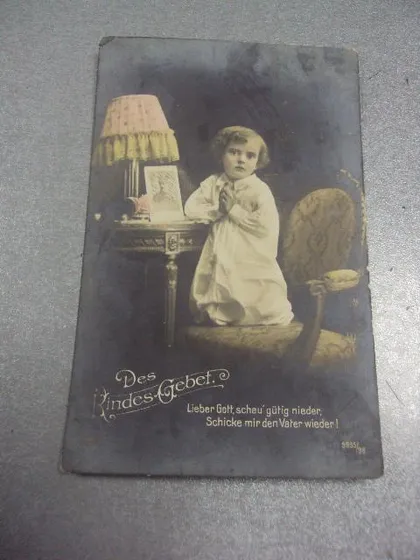 Des
Kindes-Gebet.
Lieber Gott, scheu' gütig nieder,
Schicke mir den Vater wieder!